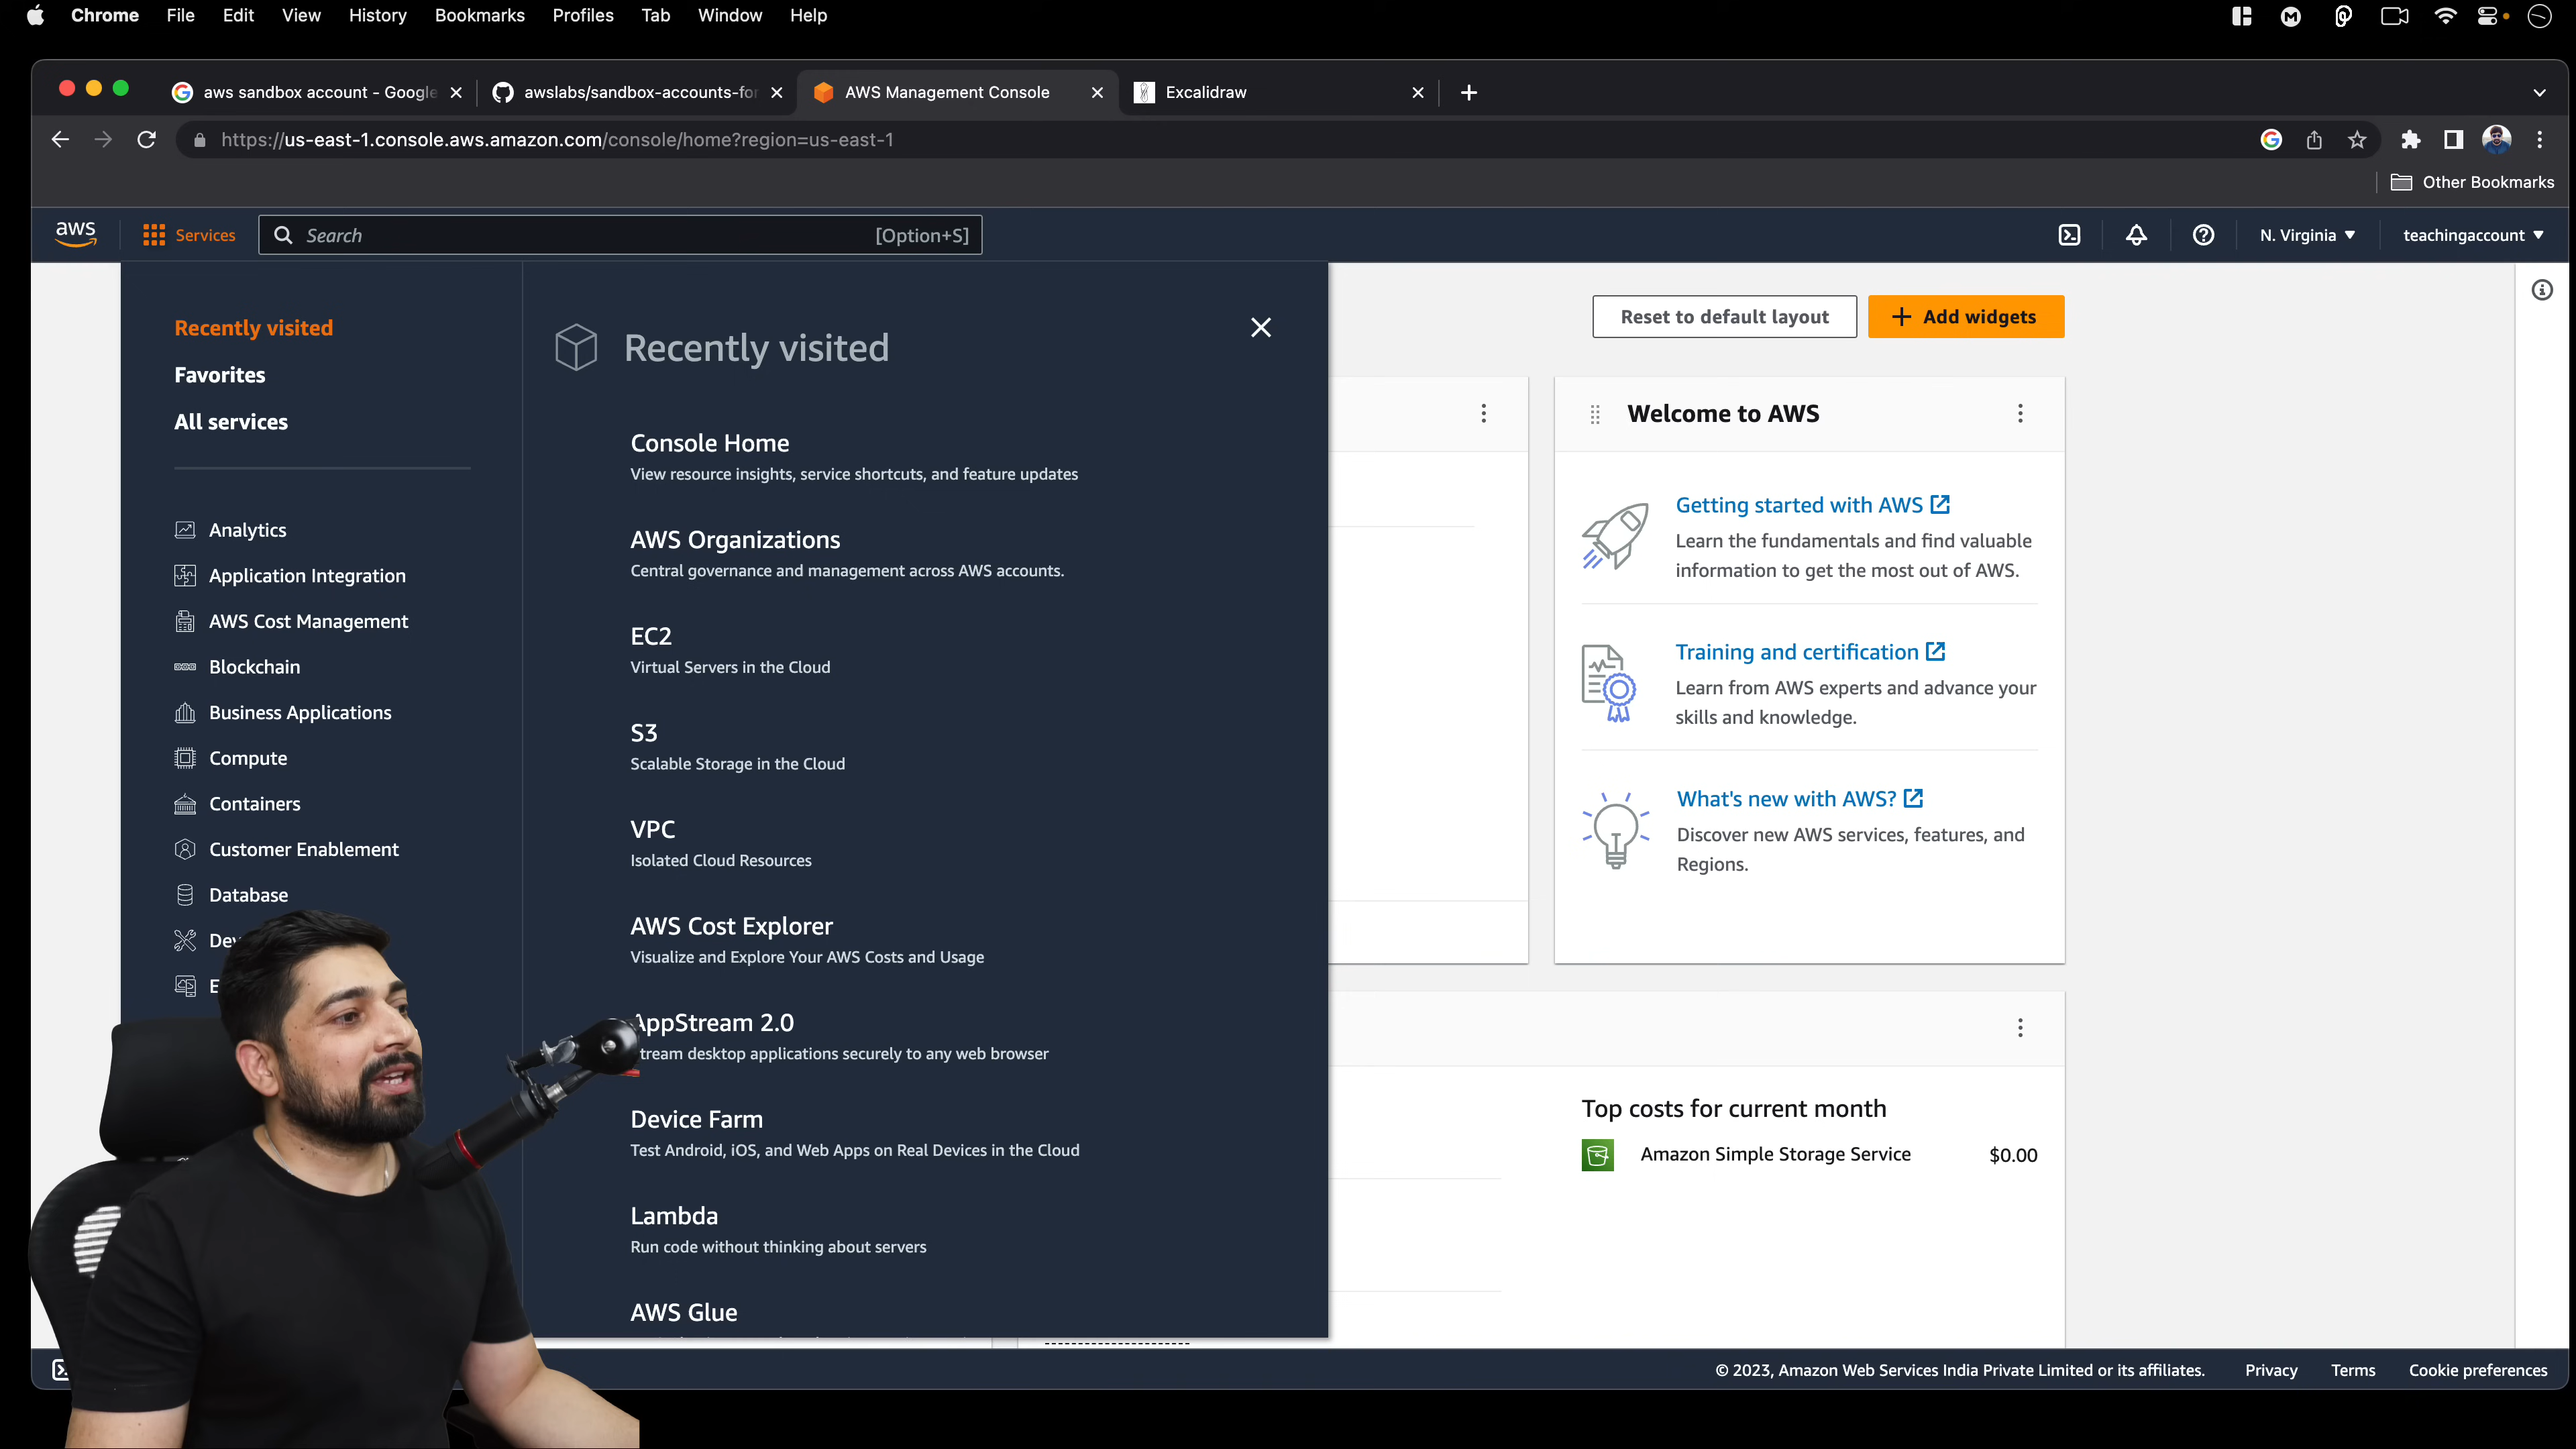 Chrome File Edit View History Bookmarks Profiles Tab Window Help
aws sandbox account - Google
awslabs/sandbox-accounts-for
AWS Management Console
Excalidraw
https://us-east-1.console.aws.amazon.com/console/home?region=us-east-1
Other Bookmarks
aws
Services
Search
[Option+S]
N. Virginia
teachingaccount
Recently visited
Favorites
All services
Analytics
Application Integration
AWS Cost Management
Blockchain
Business Applications
Compute
Containers
Customer Enablement
Database
Recently visited
Console Home
View resource insights, service shortcuts, and feature updates
AWS Organizations
Central governance and management across AWS accounts.
EC2
Virtual Servers in the Cloud
S3
Scalable Storage in the Cloud
VPC
Isolated Cloud Resources
AWS Cost Explorer
Visualize and Explore Your AWS Costs and Usage
AppStream 2.0
tream desktop applications securely to any web browser
Device Farm
Test Android, iOS, and Web Apps on Real Devices in the Cloud
Lambda
Run code without thinking about servers
AWS Glue
Reset to default layout
Add widgets
Welcome to AWS
Getting started with AWS
Learn the fundamentals and find valuable
information to get the most out of AWS.
Training and certification
Learn from AWS experts and advance your
skills and knowledge.
What's new with AWS?
Discover new AWS services, features, and
Regions.
Top costs for current month
Amazon Simple Storage Service
$0.00
© 2023, Amazon Web Services India Private Limited or its affiliates.
Privacy
Terms
Cookie preferences